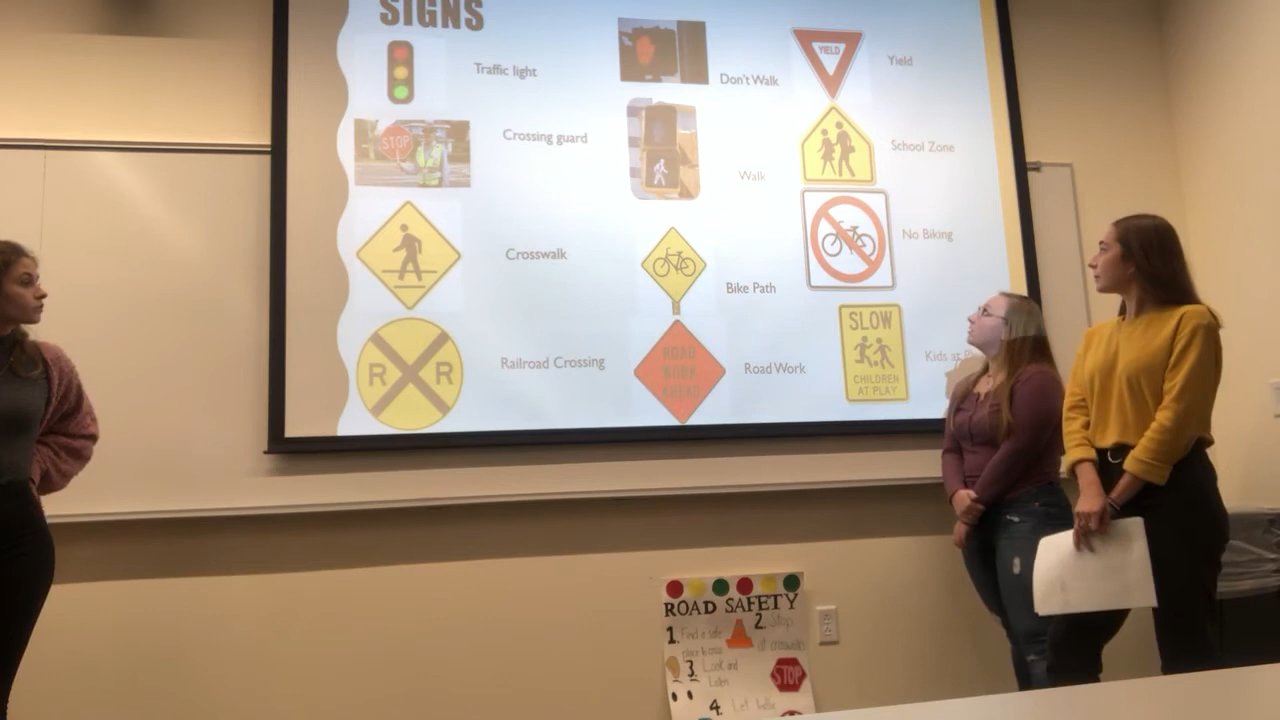 SIGNS
Traffic light
STOP
Crossing guard
Crosswalk
R R
Railroad Crossing
Don't Walk
Walk
Bike Path
ROAD
WORK
AHEAD
Road Work
YIELD
Yield
School Zone
No Biking
SLOW
CHILDREN
AT PLAY
Kids at
ROAD SAFETY
1. Find a safe
place to cross
2. Stop
at crosswalks
3. Look and
Listen
STOP
4. Let